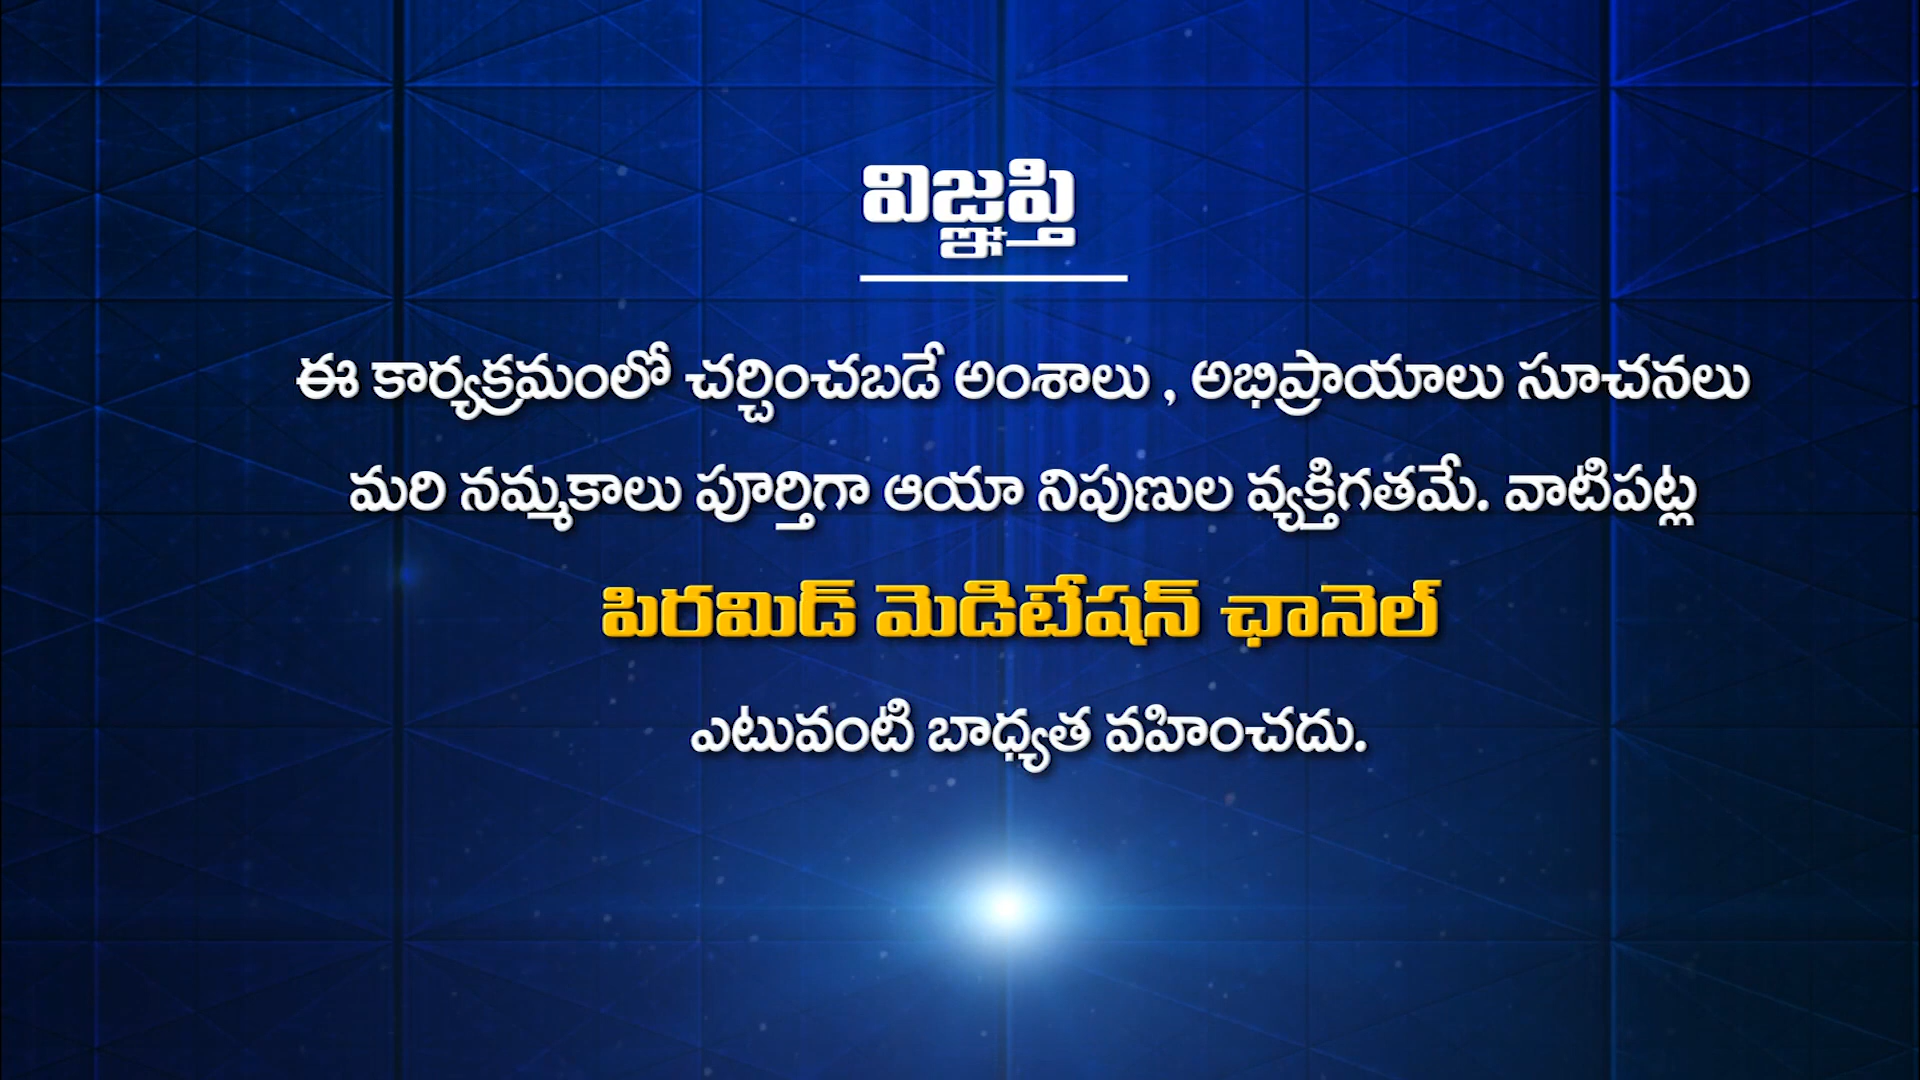 విజ్ఞప్తి
ఈ కార్యక్రమంలో చర్చించబడే అంశాలు , అభిప్రాయాలు సూచనలు
మరి నమ్మకాలు పూర్తిగా ఆయా నిపుణుల వ్యక్తిగతమే. వాటిపట్ల
పిరమిడ్ మెడిటేషన్ ఛానెల్
ఎటువంటి బాధ్యత వహించదు.